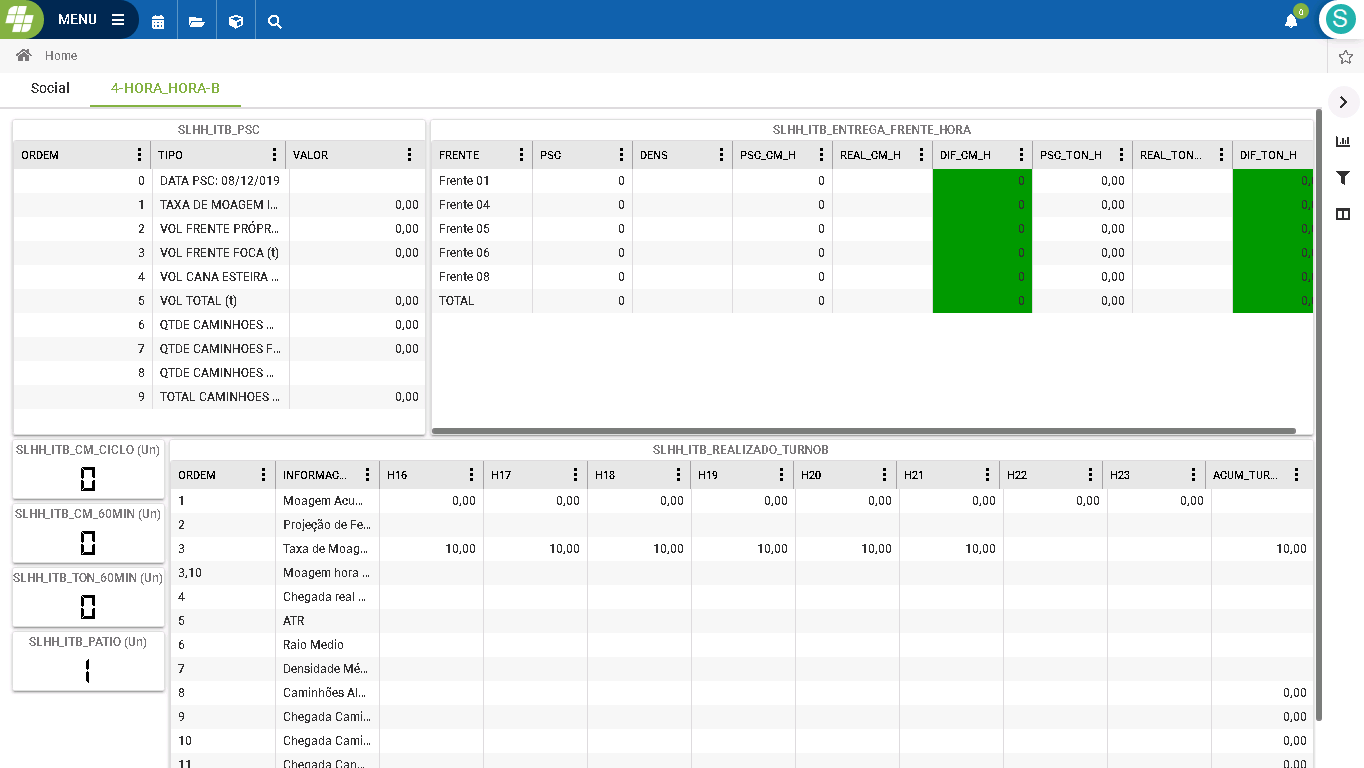 MENU
0
S
Home
Social 4-HORA_HORA-B
SLHH_ITB_PSC
ORDEM TIPO VALOR
0 DATA PSC: 08/12/019
1 TAXA DE MOAGEM I... 0,00
2 VOL FRENTE PRÓPR... 0,00
3 VOL FRENTE FOCA (t) 0,00
4 VOL CANA ESTEIRA ...
5 VOL TOTAL (t) 0,00
6 QTDE CAMINHOES ... 0,00
7 QTDE CAMINHOES F... 0,00
8 QTDE CAMINHOES ...
9 TOTAL CAMINHOES ... 0,00
SLHH_ITB_ENTREGA_FRENTE_HORA
FRENTE PSC DENS PSC_CM_H REAL_CM_H DIF_CM_H PSC_TON_H REAL_TON... DIF_TON_H
Frente 01 0 0 0 0,00 0,
Frente 04 0 0 0 0,00 0,
Frente 05 0 0 0 0,00 0,
Frente 06 0 0 0 0,00 0,
Frente 08 0 0 0 0,00 0,
TOTAL 0 0 0 0,00 0,
SLHH_ITB_CM_CICLO (Un)
0
SLHH_ITB_CM_60MIN (Un)
0
SLHH_ITB_TON_60MIN (Un)
0
SLHH_ITB_PATIO (Un)
1
SLHH_ITB_REALIZADO_TURNOB
ORDEM INFORMAC... H16 H17 H18 H19 H20 H21 H22 H23 AGUM_TUR...
1 Moagem Acu... 0,00 0,00 0,00 0,00 0,00 0,00 0,00 0,00
2 Projeção de Fe...
3 Taxa de Moag... 10,00 10,00 10,00 10,00 10,00 10,00 10,00
3,10 Moagem hora ...
4 Chegada real ...
5 ATR
6 Raio Medio
7 Densidade Mé...
8 Caminhões Al... 0,00
9 Chegada Cami... 0,00
10 Chegada Cami... 0,00
11 Chegada Can... 0,00